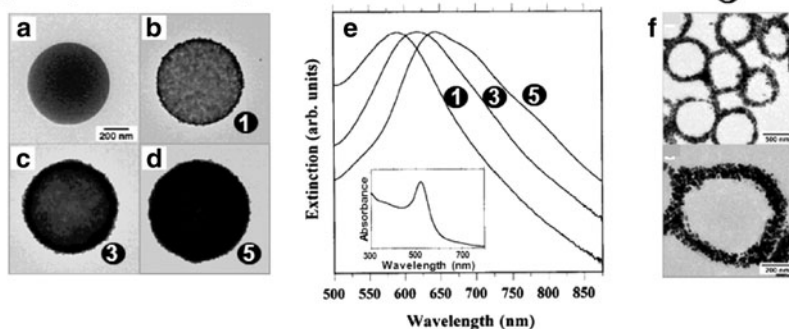 a
b
200 nm
1
c
d
3
5
e
Extinction (arb. units)
1
3
5
Absorbance
300 500 700
Wavelength (nm)
500 550 600 650 700 750 800 850
Wavelength (nm)
f
500 nm
200 nm